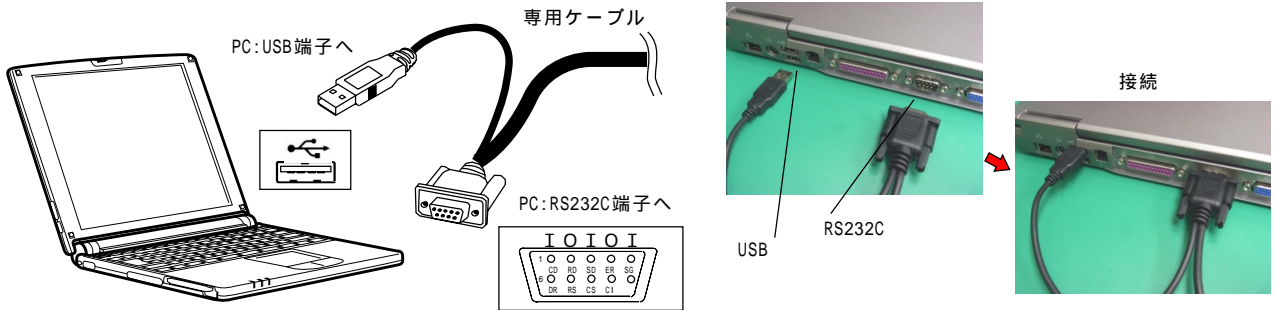 専用ケーブル
PC:USB端子へ
PC:RS232C端子へ
I O I O I
1
CD RD SD ER SG
6
DR RS CS CI
USB
RS232C
接続